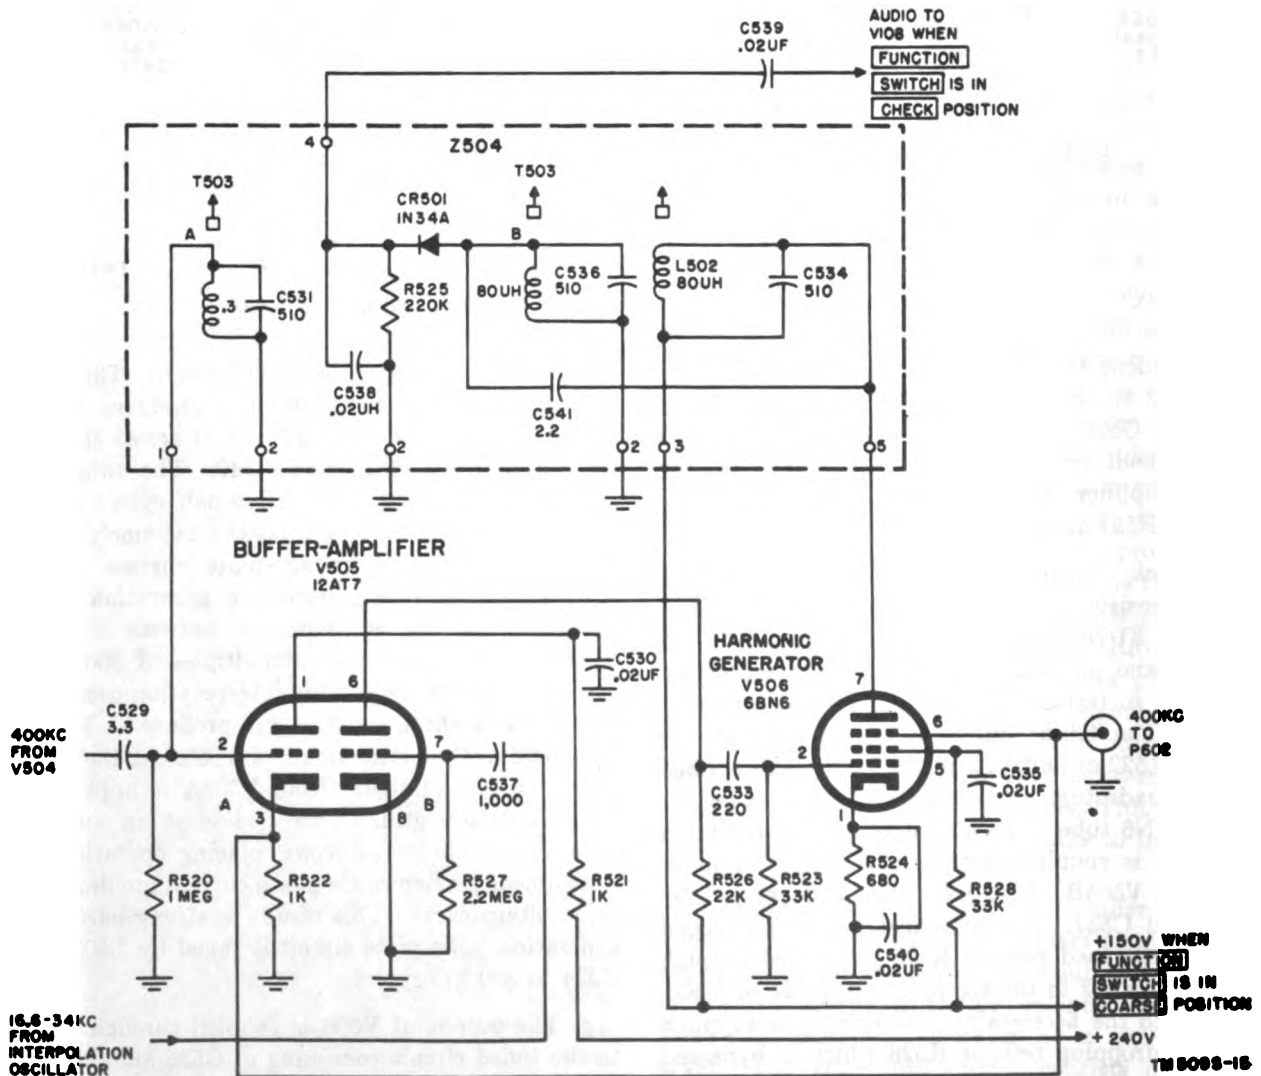 C539
.02UF
AUDIO TO
V108 WHEN
FUNCTION
SWITCH IS IN
CHECK POSITION
4
Z504
T503
A
.3
C531
510
CR501
1N34A
R525
220K
C538
.02UH
T503
B
80UH
C536
510
C541
2.2
L502
80UH
C534
510
1
2
2
2
3
5
BUFFER-AMPLIFIER
V505
12AT7
1
6
C530
.02UF
HARMONIC
GENERATOR
V506
6BN6
7
400KC
FROM
V504
C529
3.3
2
7
C537
1,000
A
3
B
8
C533
220
2
6
5
1
C535
.02UF
400KC
TO
P602
R520
1 MEG
R522
1K
R527
2.2MEG
R521
1K
R526
22K
R523
33K
R524
680
C540
.02UF
R528
33K
+150V WHEN
FUNCTION
SWITCH IS IN
COARSE POSITION
+ 240V
16.6-34KC
FROM
INTERPOLATION
OSCILLATOR
TM5095-15